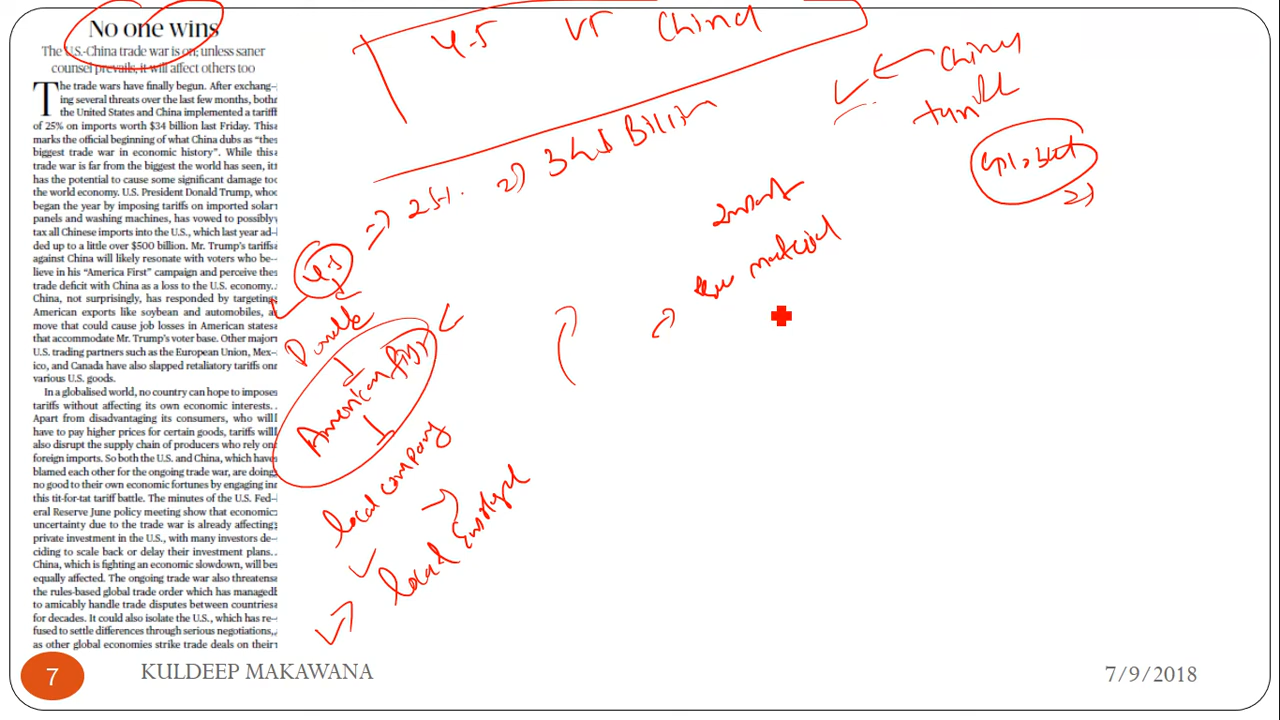 No one wins
The U.S.-China trade war is on; unless saner
counsel prevails, it will affect others too
The trade wars have finally begun. After exchang-
ing several threats over the last few months, both
the United States and China implemented a tariff
of 25% on imports worth $34 billion last Friday. This
marks the official beginning of what China dubs as “the
biggest trade war in economic history”. While this
trade war is far from the biggest the world has seen, it
has the potential to cause some significant damage to
the world economy. U.S. President Donald Trump, who
began the year by imposing tariffs on imported solar
panels and washing machines, has vowed to possibly
tax all Chinese imports into the U.S., which last year ad-
ded up to a little over $500 billion. Mr. Trump's tariffs
against China will likely resonate with voters who be-
lieve in his “America First” campaign and perceive the
trade deficit with China as a loss to the U.S. economy.
China, not surprisingly, has responded by targeting
American exports like soybean and automobiles, a
move that could cause job losses in American states
that accommodate Mr. Trump's voter base. Other major
U.S. trading partners such as the European Union, Mex-
ico, and Canada have also slapped retaliatory tariffs on
various U.S. goods.
In a globalised world, no country can hope to impose
tariffs without affecting its own economic interests.
Apart from disadvantaging its consumers, who will
have to pay higher prices for certain goods, tariffs will
also disrupt the supply chain of producers who rely on
foreign imports. So both the U.S. and China, which have
blamed each other for the ongoing trade war, are doing
no good to their own economic fortunes by engaging in
this tit-for-tat tariff battle. The minutes of the U.S. Fed-
eral Reserve June policy meeting show that economic
uncertainty due to the trade war is already affecting
private investment in the U.S., with many investors de-
ciding to scale back or delay their investment plans.
China, which is fighting an economic slowdown, will be
equally affected. The ongoing trade war also threatens
the rules-based global trade order which has managed
to amicably handle trade disputes between countries
for decades. It could also isolate the U.S., which has re-
fused to settle differences through serious negotiations,
as other global economies strike trade deals on their
U.S VS China
China
tariff
2)
25%. 2) 34 $ Billion
material
U.S
Donald
American first
local company
local
7
KULDEEP MAKAWANA
7/9/2018